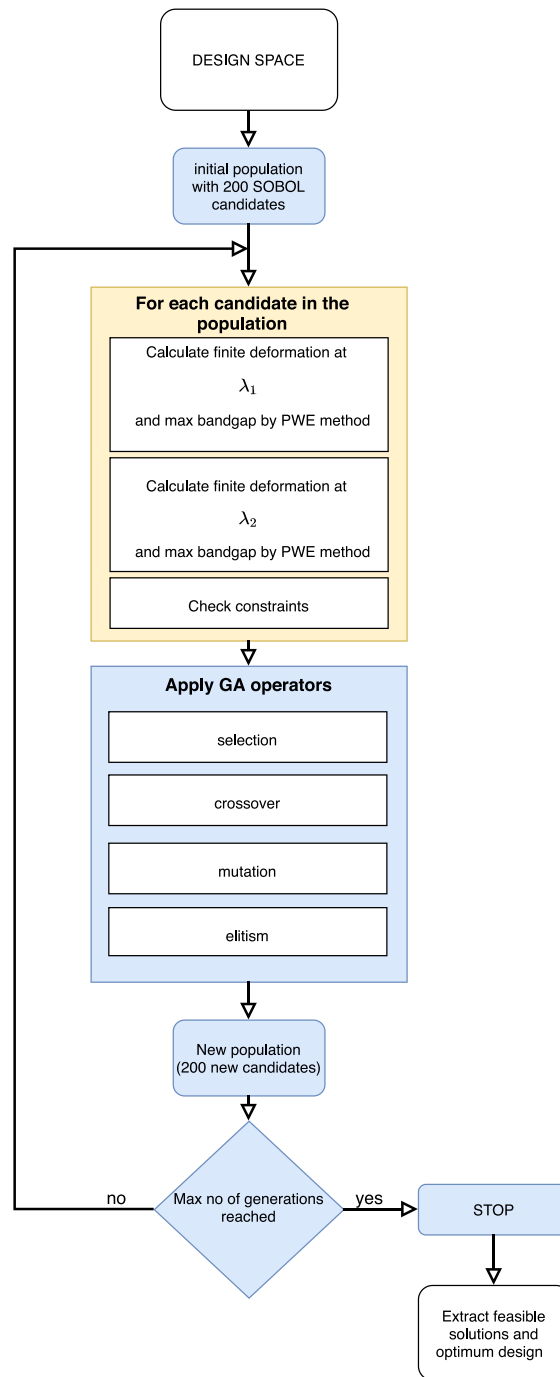 DESIGN SPACE
initial population
with 200 SOBOL
candidates
For each candidate in the
population
Calculate finite deformation at
λ₁
and max bandgap by PWE method
Calculate finite deformation at
λ₂
and max bandgap by PWE method
Check constraints
Apply GA operators
selection
crossover
mutation
elitism
New population
(200 new candidates)
Max no of generations
reached
no
yes
STOP
Extract feasible
solutions and
optimum design